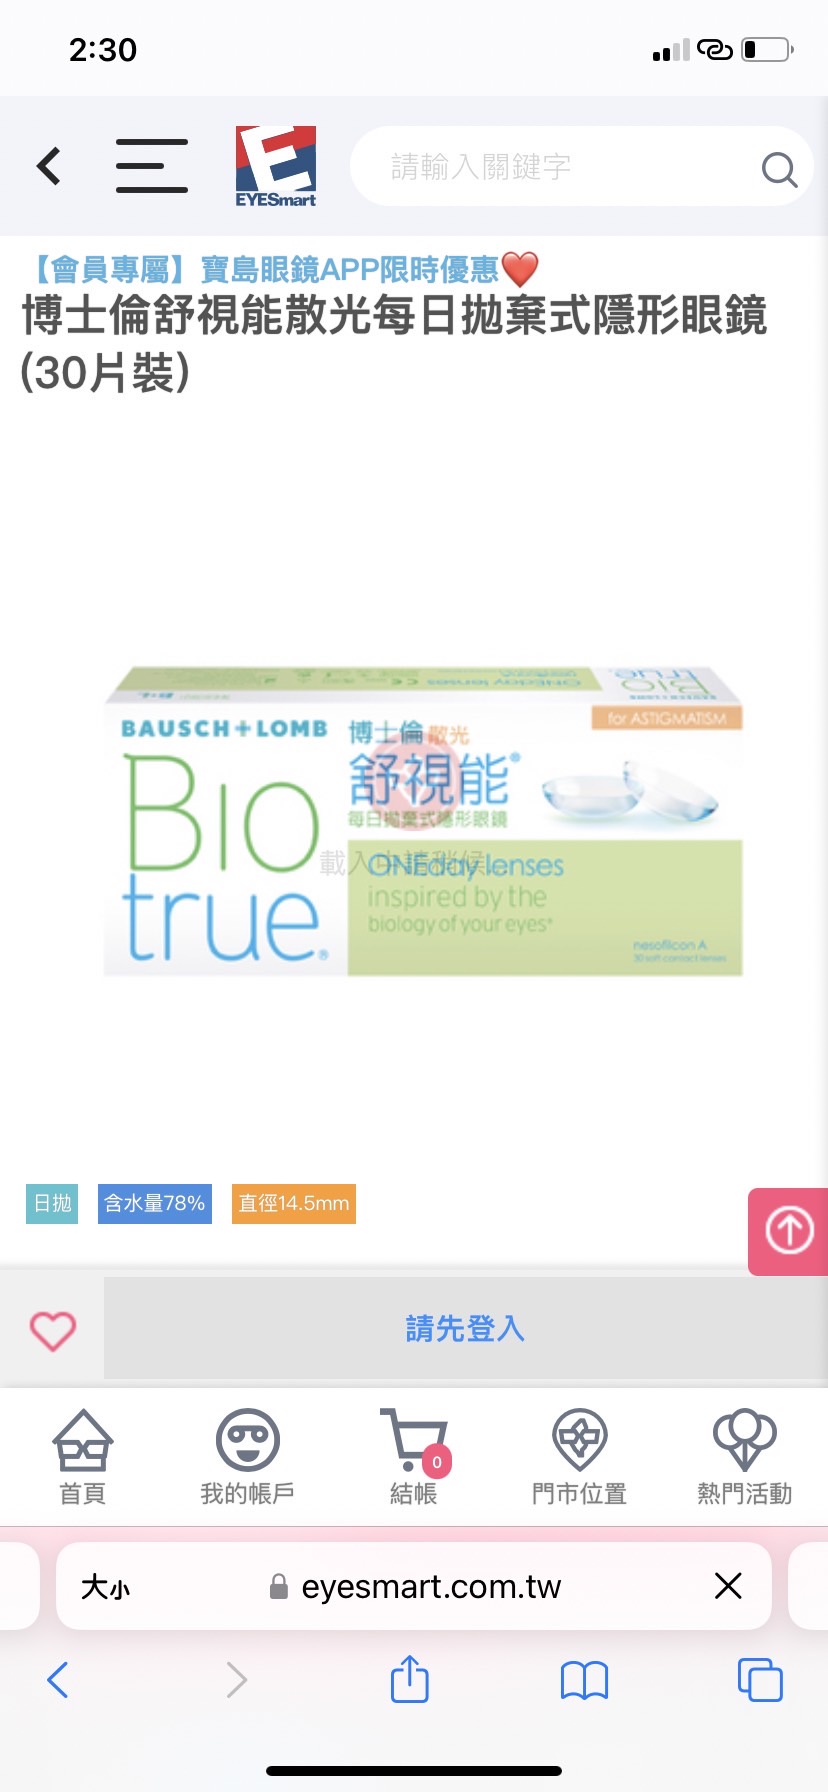 2:30
EYESmart
請輸入關鍵字
【會員專屬】寶島眼鏡APP限時優惠❤️
博士倫舒視能散光每日拋棄式隱形眼鏡
(30片裝)
BAUSCH+LOMB
Bio
true®
博士倫 散光
舒視能®
每日拋棄式隱形眼鏡
for ASTIGMATISM
載入中請稍候
ONEday lenses
inspired by the
biology of your eyes*
nesofilcon A
30 soft contact lenses
日拋 含水量78% 直徑14.5mm
請先登入
0
首頁 我的帳戶 結帳 門市位置 熱門活動
大小 eyesmart.com.tw